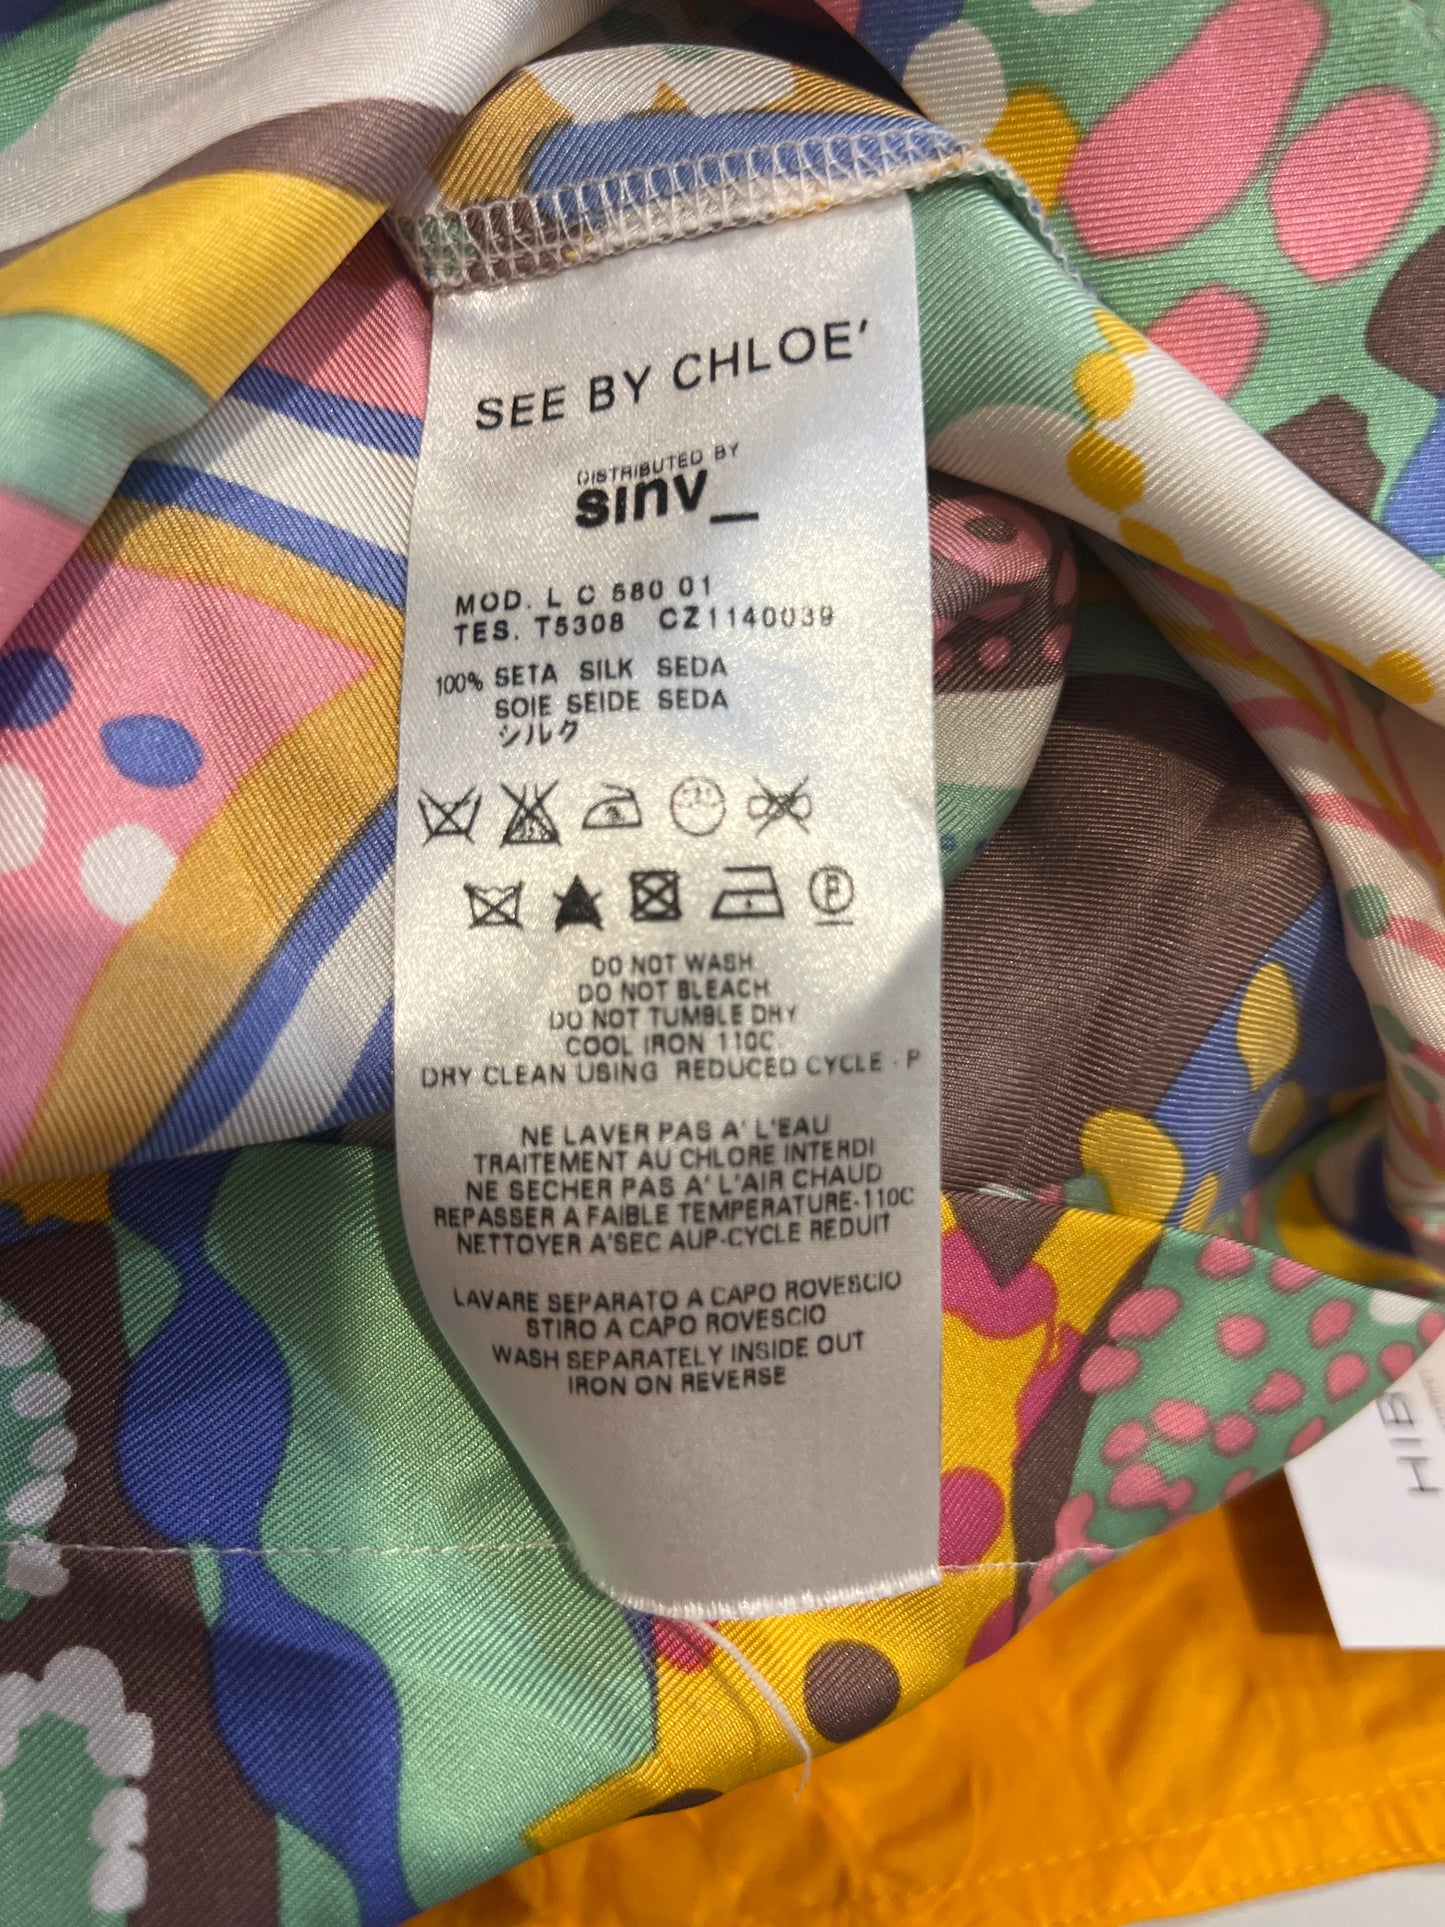 SEE BY CHLOE'
DISTRIBUTED BY
sinv_
MOD. L C 580 01
TES. T5308 CZ1140039
100% SETA SILK SEDA
SOIE SEIDE SEDA
シルク
P
DO NOT WASH
DO NOT BLEACH
DO NOT TUMBLE DRY
COOL IRON 110C
DRY CLEAN USING REDUCED CYCLE - P
NE LAVER PAS A' L'EAU
TRAITEMENT AU CHLORE INTERDI
NE SECHER PAS A' L'AIR CHAUD
REPASSER A FAIBLE TEMPERATURE-110C
NETTOYER A'SEC AUP-CYCLE REDUIT
LAVARE SEPARATO A CAPO ROVESCIO
STIRO A CAPO ROVESCIO
WASH SEPARATELY INSIDE OUT
IRON ON REVERSE